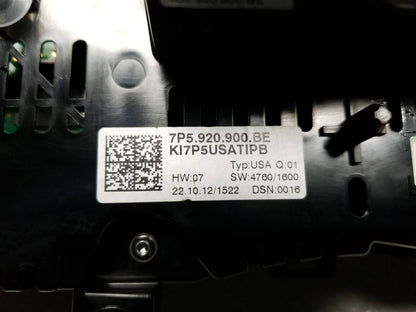 7P5.920.900.BE
KI7P5USATIPB
Typ:USA Q:01
HW:07 SW:4760/1600
22.10.12/1522 DSN:0016